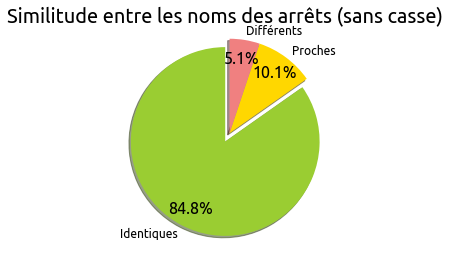 Similitude entre les noms des arrêts (sans casse)
Différents
5.1%
Proches
10.1%
84.8%
Identiques